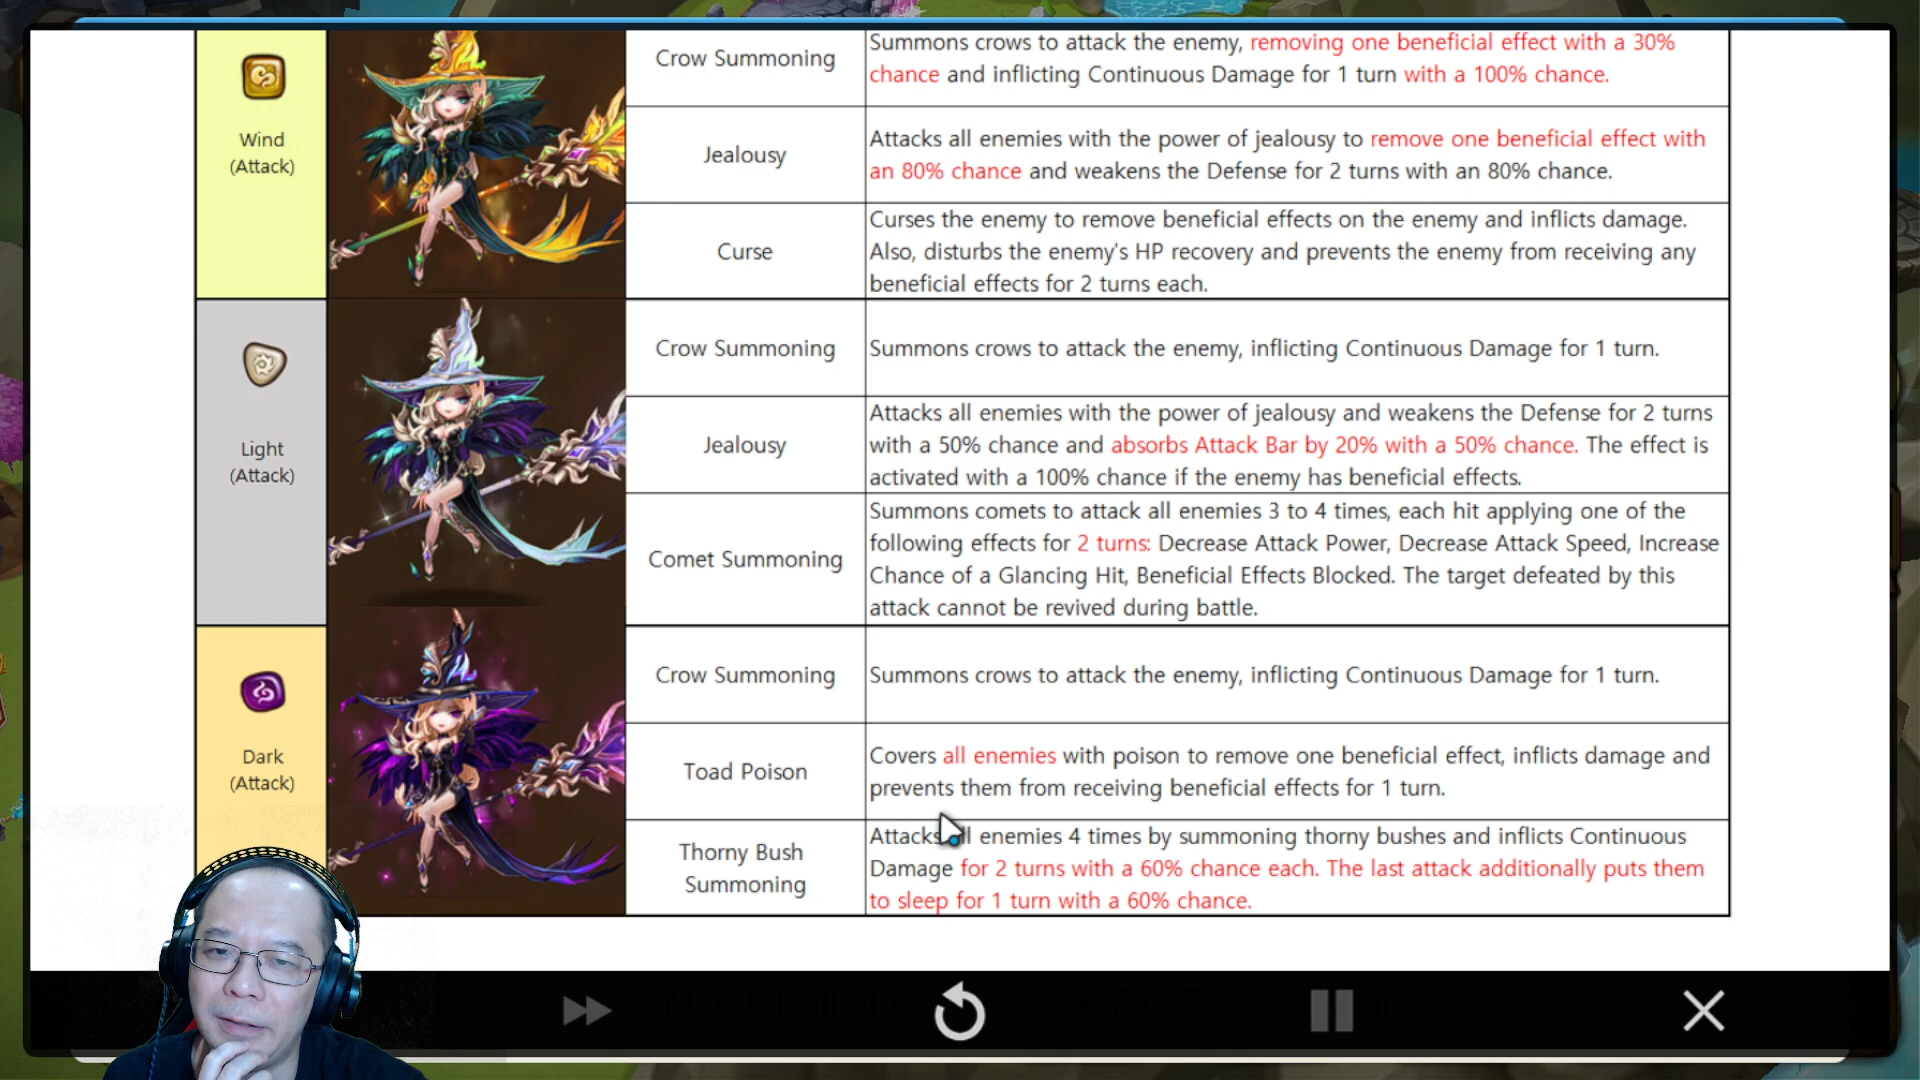 Wind
(Attack)
Crow Summoning
Summons crows to attack the enemy, removing one beneficial effect with a 30%
chance and inflicting Continuous Damage for 1 turn with a 100% chance.
Jealousy
Attacks all enemies with the power of jealousy to remove one beneficial effect with
an 80% chance and weakens the Defense for 2 turns with an 80% chance.
Curse
Curses the enemy to remove beneficial effects on the enemy and inflicts damage.
Also, disturbs the enemy's HP recovery and prevents the enemy from receiving any
beneficial effects for 2 turns each.
Light
(Attack)
Crow Summoning
Summons crows to attack the enemy, inflicting Continuous Damage for 1 turn.
Jealousy
Attacks all enemies with the power of jealousy and weakens the Defense for 2 turns
with a 50% chance and absorbs Attack Bar by 20% with a 50% chance. The effect is
activated with a 100% chance if the enemy has beneficial effects.
Comet Summoning
Summons comets to attack all enemies 3 to 4 times, each hit applying one of the
following effects for 2 turns: Decrease Attack Power, Decrease Attack Speed, Increase
Chance of a Glancing Hit, Beneficial Effects Blocked. The target defeated by this
attack cannot be revived during battle.
Dark
(Attack)
Crow Summoning
Summons crows to attack the enemy, inflicting Continuous Damage for 1 turn.
Toad Poison
Covers all enemies with poison to remove one beneficial effect, inflicts damage and
prevents them from receiving beneficial effects for 1 turn.
Thorny Bush
Summoning
Attacks all enemies 4 times by summoning thorny bushes and inflicts Continuous
Damage for 2 turns with a 60% chance each. The last attack additionally puts them
to sleep for 1 turn with a 60% chance.